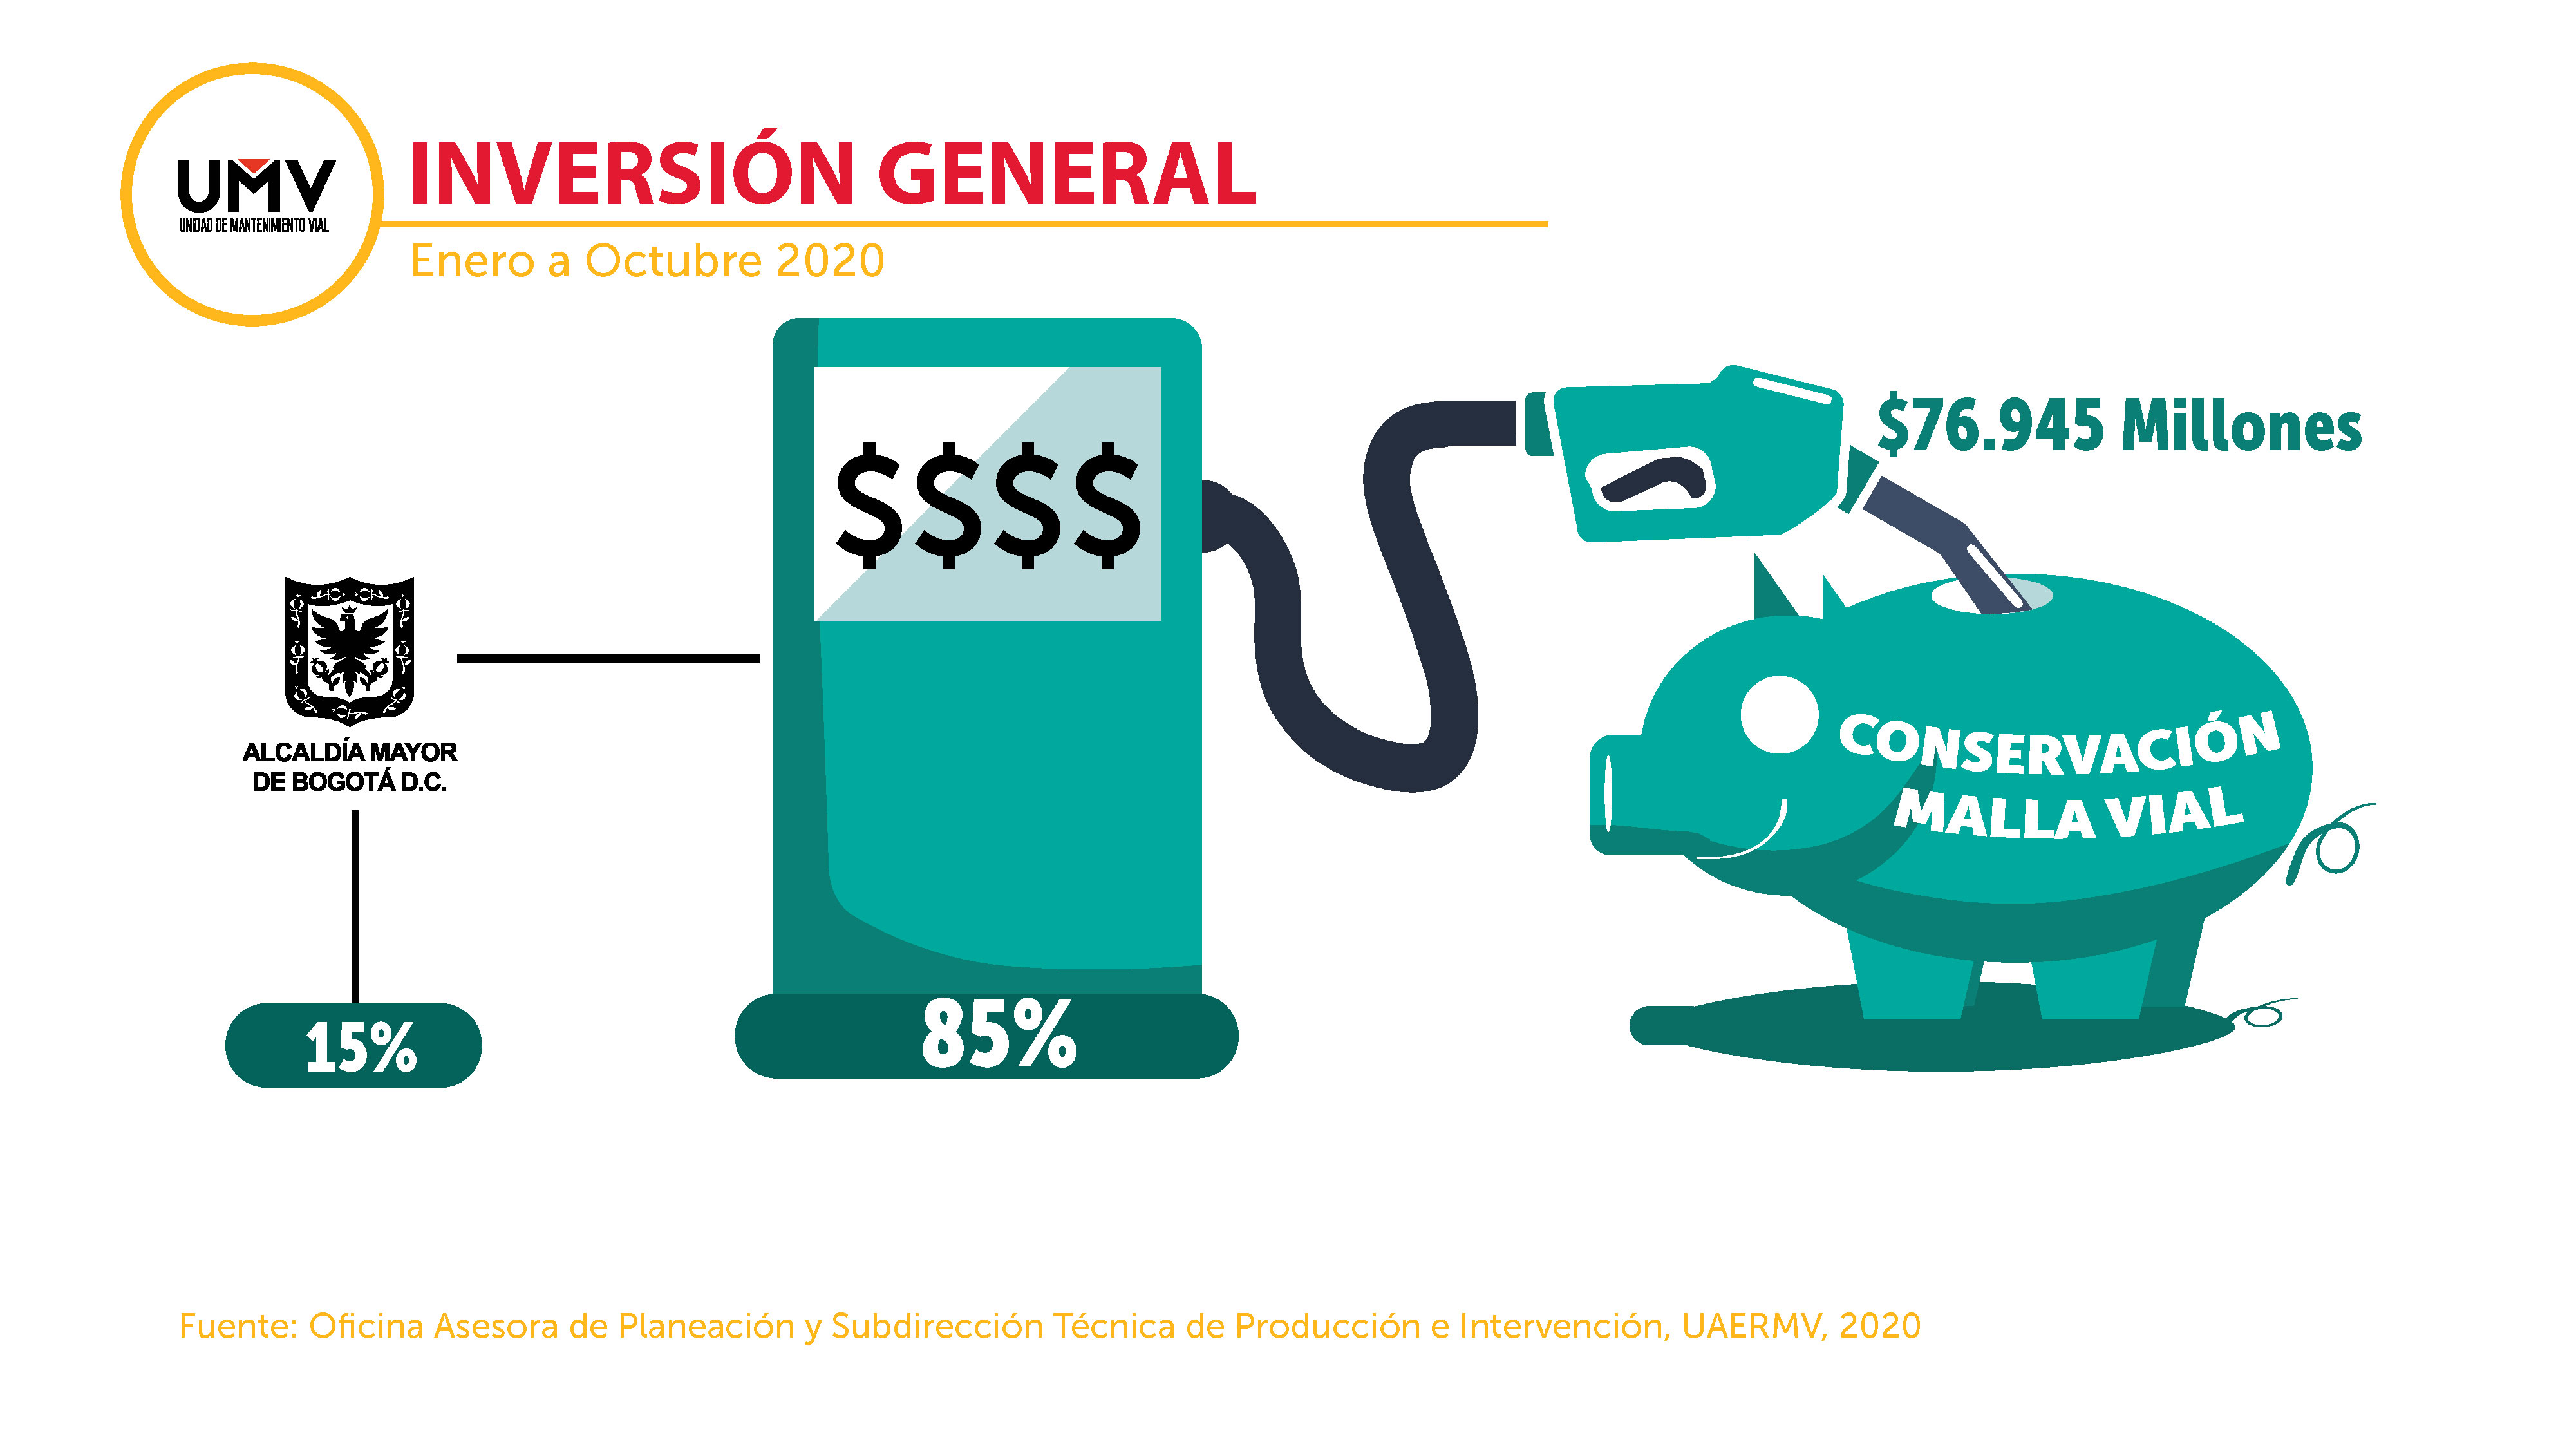 UMV
UNIDAD DE MANTENIMIENTO VIAL
INVERSIÓN GENERAL
Enero a Octubre 2020
$$$$
$76.945 Millones
ALCALDÍA MAYOR
DE BOGOTÁ D.C.
CONSERVACIÓN
MALLA VIAL
15%
85%
Fuente: Oficina Asesora de Planeación y Subdirección Técnica de Producción e Intervención, UAERMV, 2020